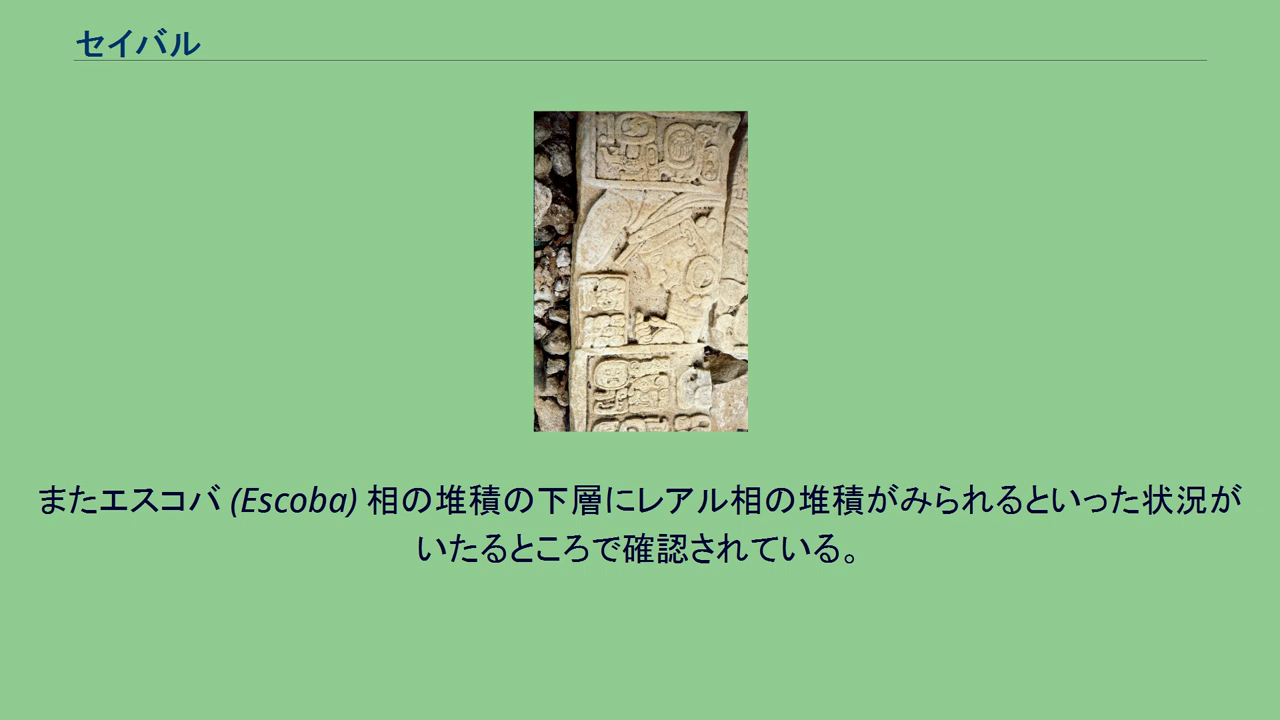 セイバル
またエスコバ (Escoba) 相の堆積の下層にレアル相の堆積がみられるといった状況が
いたるところで確認されている。